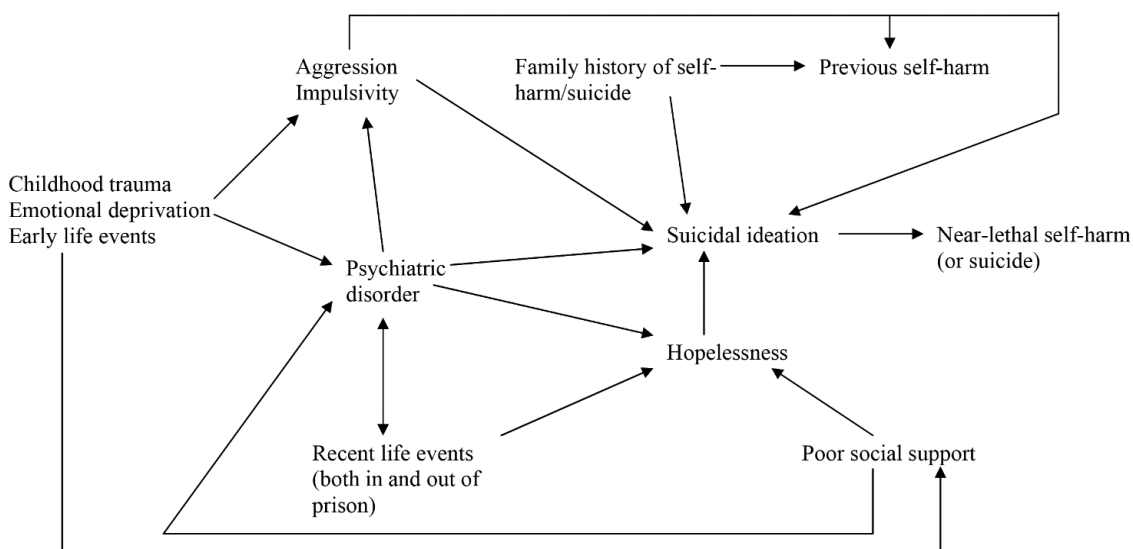 Aggression
Impulsivity
Family history of self-
harm/suicide
Previous self-harm
Childhood trauma
Emotional deprivation
Early life events
Suicidal ideation
Near-lethal self-harm
(or suicide)
Psychiatric
disorder
Hopelessness
Recent life events
(both in and out of
prison)
Poor social support